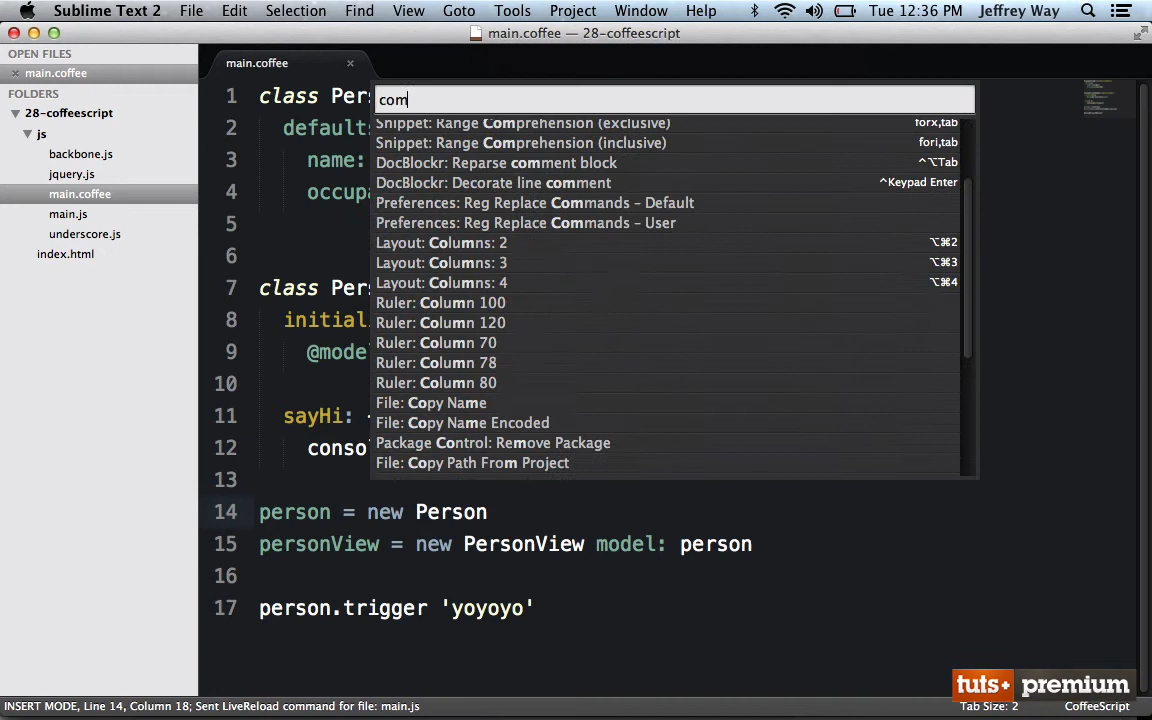 Sublime Text 2 File Edit Selection Find View Goto Tools Project Window Help Tue 12:36 PM Jeffrey Way
main.coffee — 28-coffeescript
OPEN FILES
× main.coffee
FOLDERS
28-coffeescript
js
backbone.js
jquery.js
main.coffee
main.js
underscore.js
index.html
main.coffee ×
com
Snippet: Range Comprehension (exclusive) forx,tab
Snippet: Range Comprehension (inclusive) fori,tab
DocBlockr: Reparse comment block ^⌥Tab
DocBlockr: Decorate line comment ^Keypad Enter
Preferences: Reg Replace Commands – Default
Preferences: Reg Replace Commands – User
Layout: Columns: 2 ⌥⌘2
Layout: Columns: 3 ⌥⌘3
Layout: Columns: 4 ⌥⌘4
Ruler: Column 100
Ruler: Column 120
Ruler: Column 70
Ruler: Column 78
Ruler: Column 80
File: Copy Name
File: Copy Name Encoded
Package Control: Remove Package
File: Copy Path From Project
1 class Per
2 defaults
3 name:
4 occupa
5
6
7 class Per
8 initial
9 @mode
10
11 sayHi: -
12 conso
13
14 person = new Person
15 personView = new PersonView model: person
16
17 person.trigger 'yoyoyo'
tuts+ premium
INSERT MODE, Line 14, Column 18; Sent LiveReload command for file: main.js Tab Size: 2 CoffeeScript